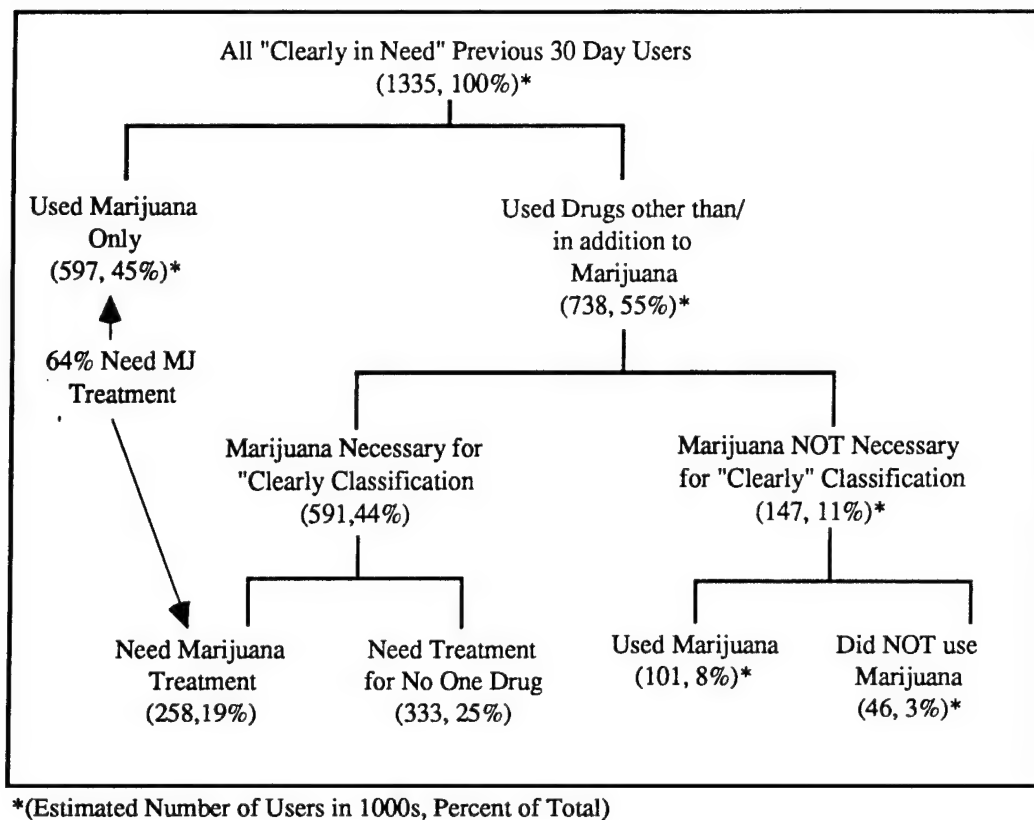 All "Clearly in Need" Previous 30 Day Users
(1335, 100%)*
Used Marijuana
Only
(597, 45%)*
Used Drugs other than/
in addition to
Marijuana
(738, 55%)*
64% Need MJ
Treatment
Marijuana Necessary for
"Clearly Classification
(591,44%)
Marijuana NOT Necessary
for "Clearly" Classification
(147, 11%)*
Need Marijuana
Treatment
(258,19%)
Need Treatment
for No One Drug
(333, 25%)
Used Marijuana
(101, 8%)*
Did NOT use
Marijuana
(46, 3%)*
*(Estimated Number of Users in 1000s, Percent of Total)